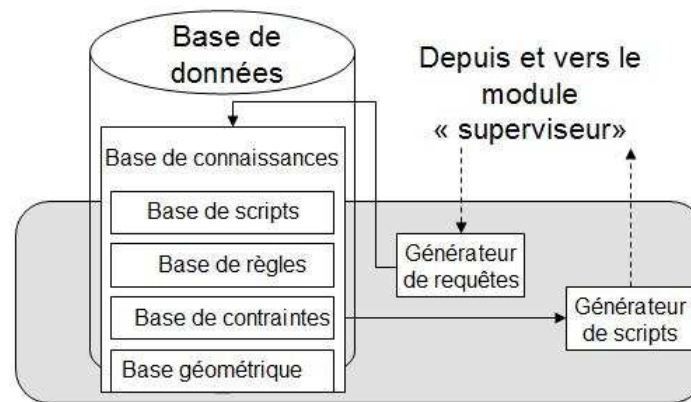 Base de
données
Depuis et vers le
module
« superviseur»
Base de connaissances
Base de scripts
Base de règles
Base de contraintes
Base géométrique
Générateur
de requêtes
Générateur
de scripts